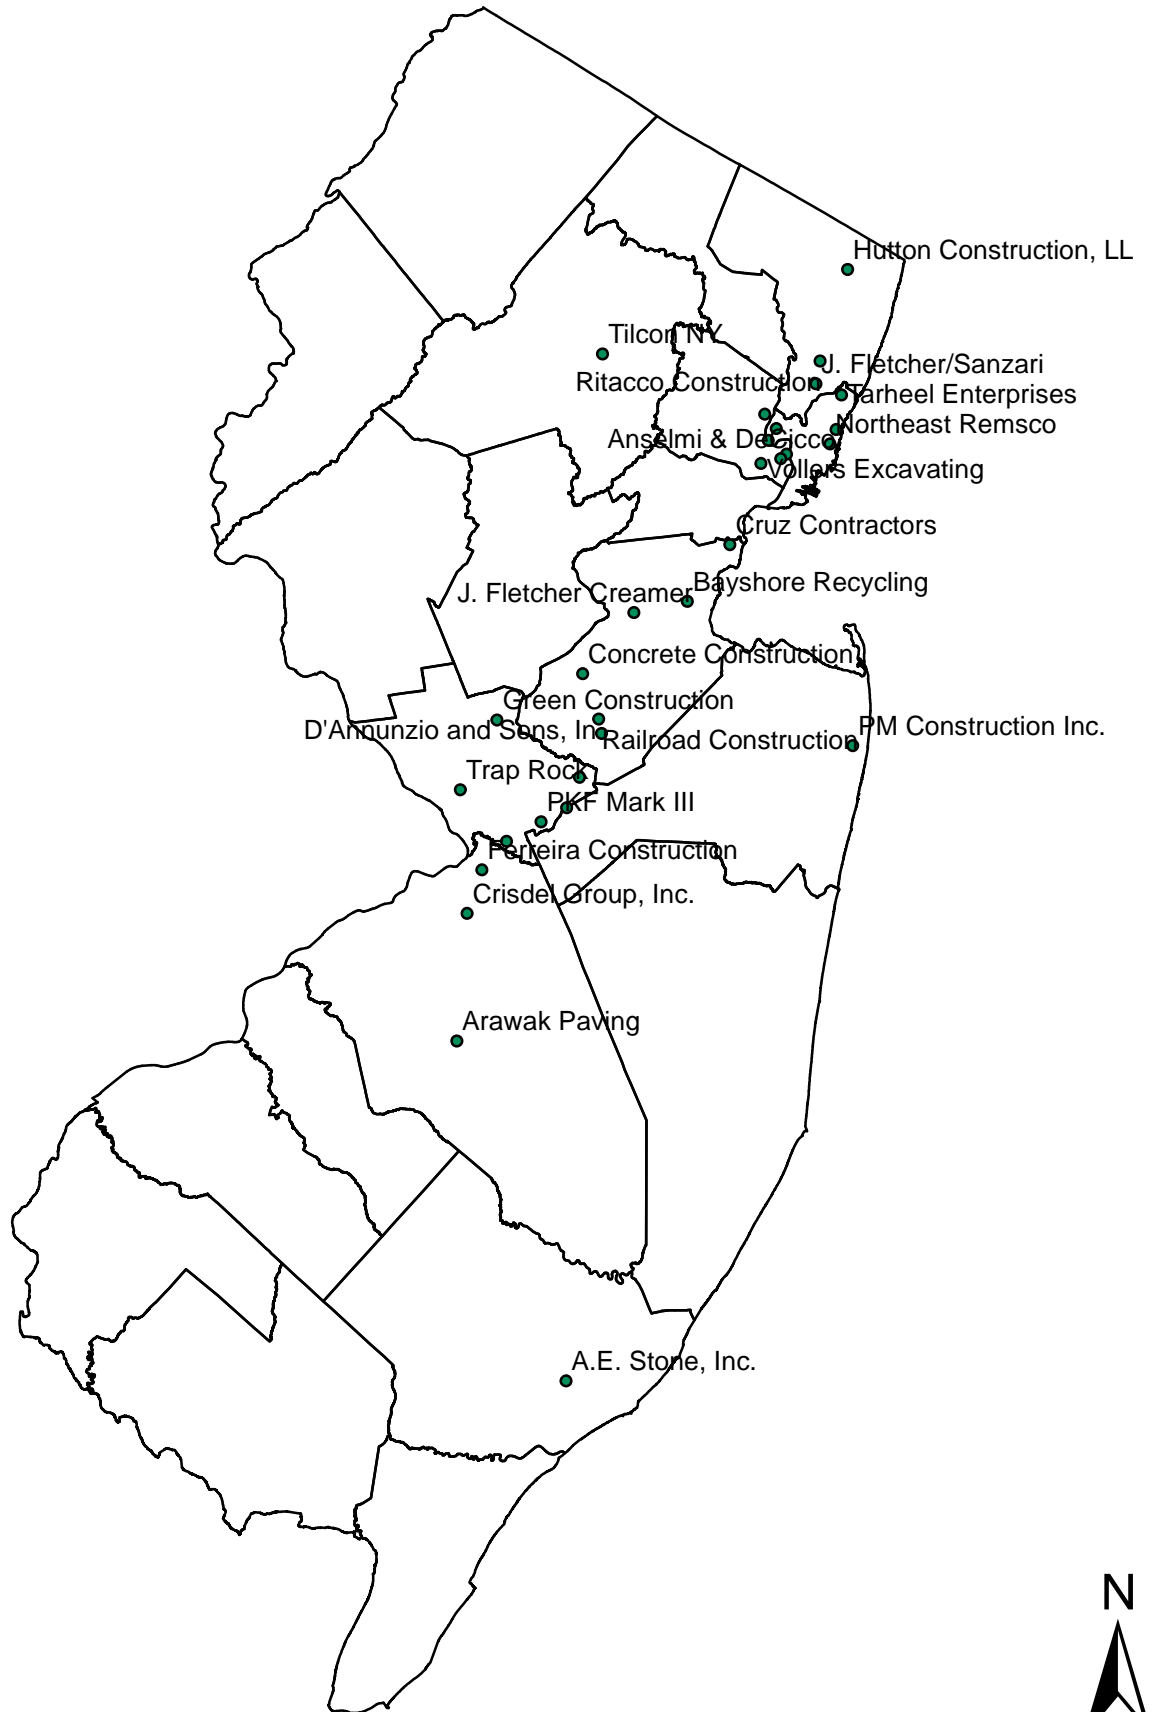 Hutton Construction, LL
Tilcon NY
J. Fletcher/Sanzari
Ritacco Construction
Tarheel Enterprises
Northeast Remsco
Anselmi & DeCicco
Vollers Excavating
Cruz Contractors
Bayshore Recycling
J. Fletcher Creamer
Concrete Construction
Green Construction
D'Annunzio and Sons, Inc
PM Construction Inc.
Railroad Construction
Trap Rock
PKF Mark III
Ferreira Construction
Crisdel Group, Inc.
Arawak Paving
A.E. Stone, Inc.
N